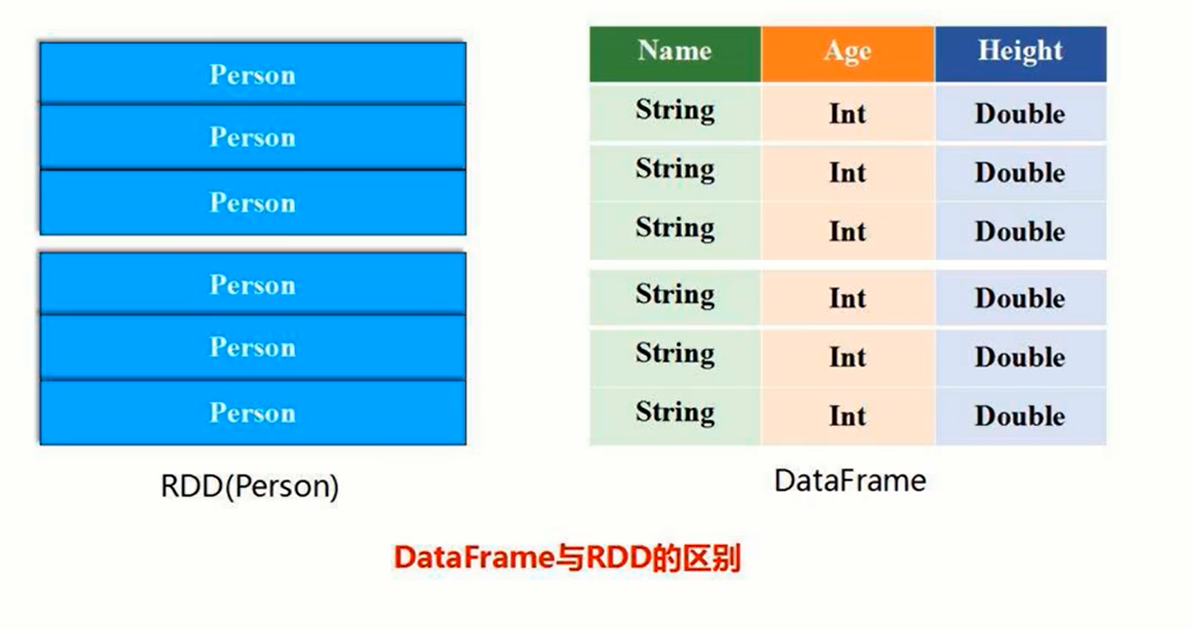 Person
Person
Person
Person
Person
Person
RDD(Person)
Name Age Height
String Int Double
String Int Double
String Int Double
String Int Double
String Int Double
String Int Double
DataFrame
DataFrame与RDD的区别